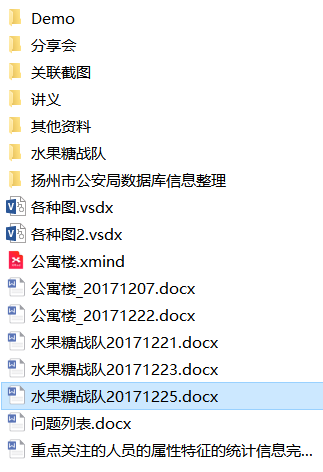 Demo
分享会
关联截图
讲义
其他资料
水果糖战队
扬州市公安局数据库信息整理
各种图.vsdx
各种图2.vsdx
公寓楼.xmind
公寓楼_20171207.docx
公寓楼_20171222.docx
水果糖战队20171221.docx
水果糖战队20171223.docx
水果糖战队20171225.docx
问题列表.docx
重点关注的人员的属性特征的统计信息完...